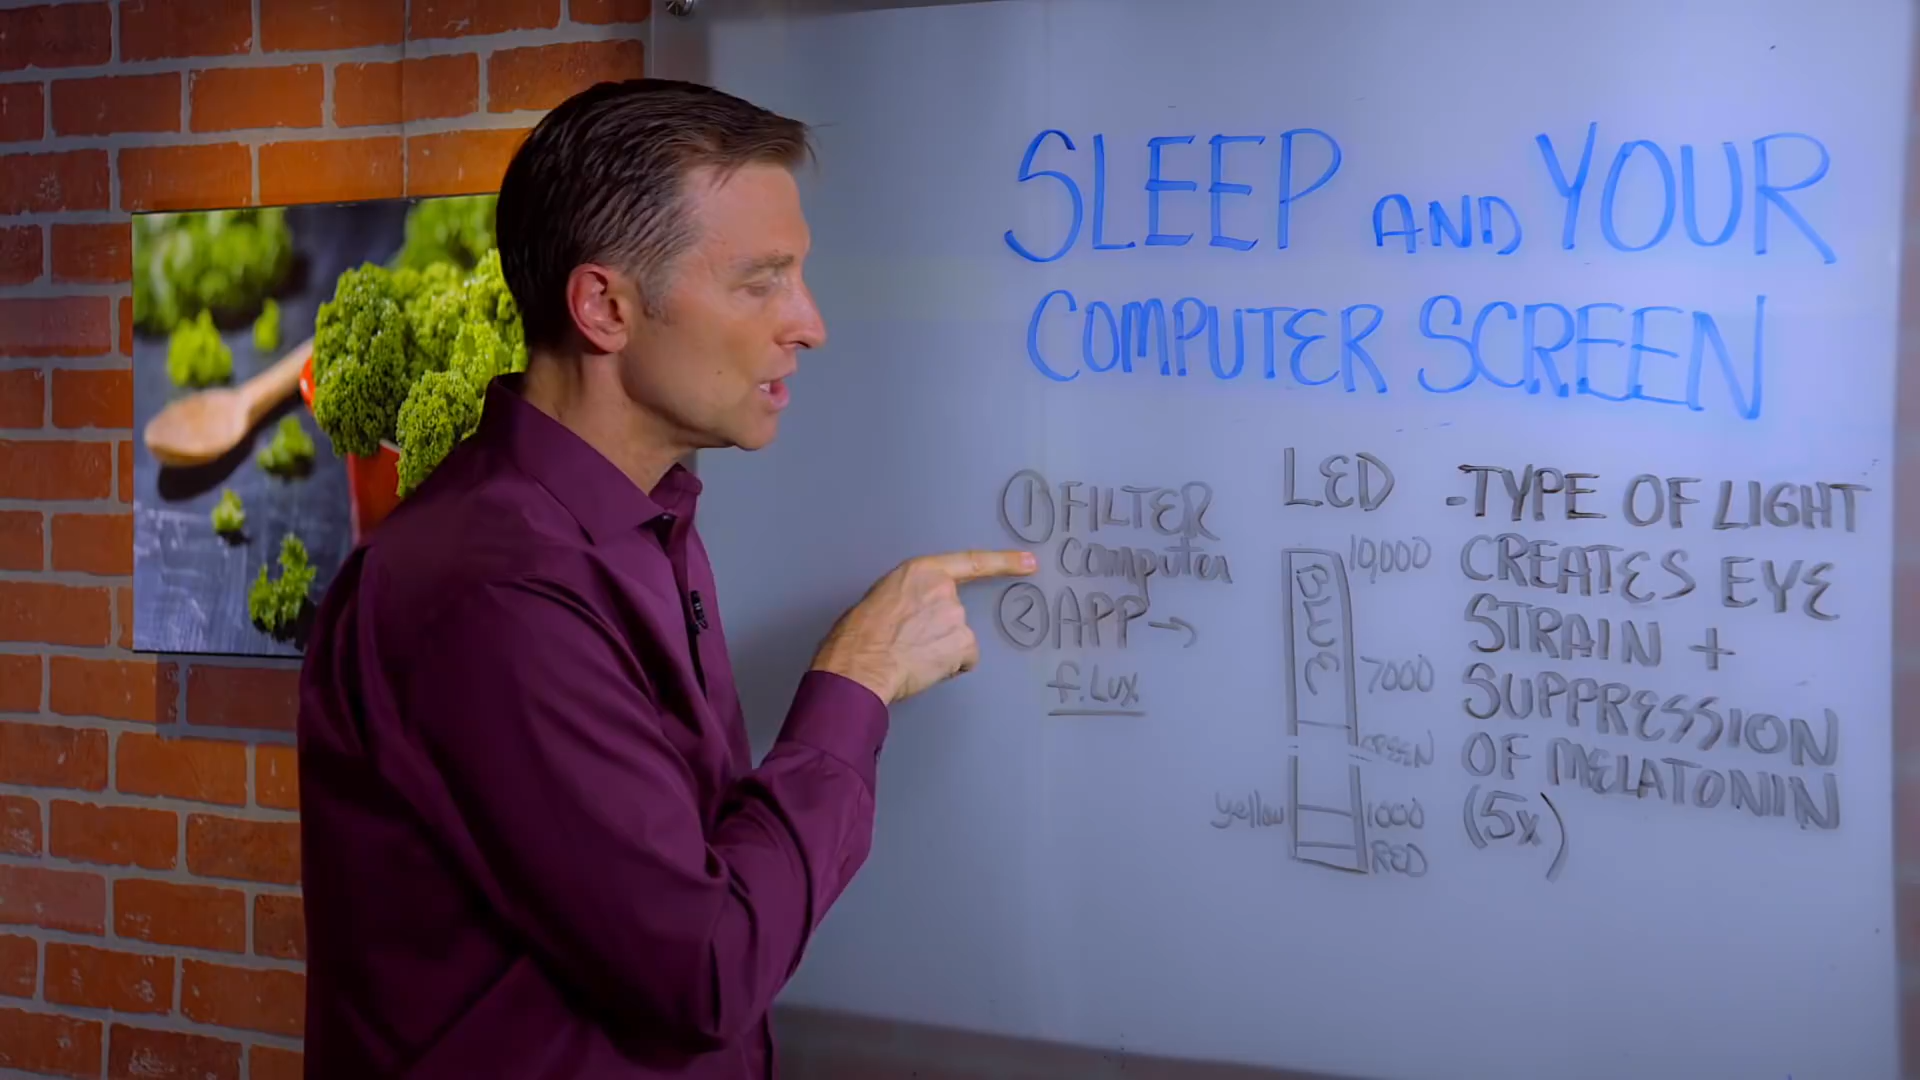 SLEEP AND YOUR
COMPUTER SCREEN
① FILTER
Computer
② APP →
f.lux
LED
10,000
BLUE
7000
GREEN
yellow
1000
RED
- TYPE OF LIGHT
CREATES EYE
STRAIN +
SUPPRESSION
OF MELATONIN
(5x)